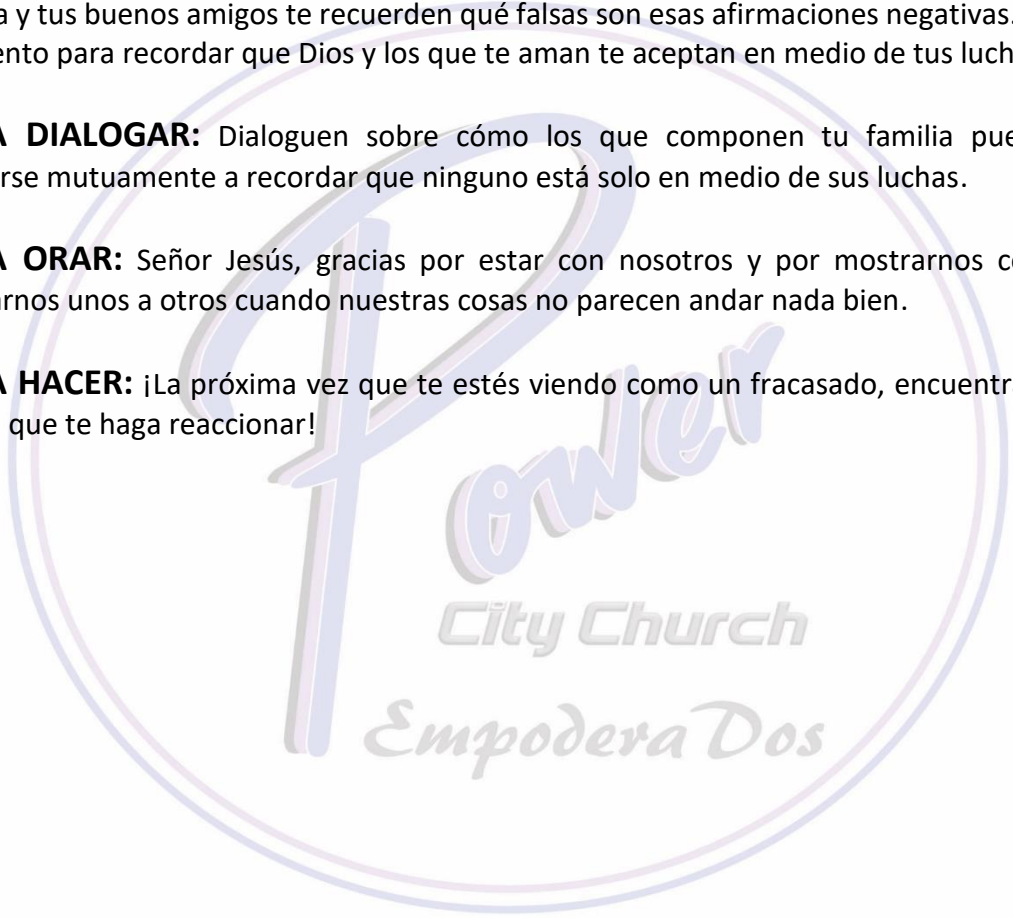 a y tus buenos amigos te recuerden qué falsas son esas afirmaciones negativas.
ento para recordar que Dios y los que te aman te aceptan en medio de tus luch
A DIALOGAR: Dialoguen sobre cómo los que componen tu familia pue
rse mutuamente a recordar que ninguno está solo en medio de sus luchas.
A ORAR: Señor Jesús, gracias por estar con nosotros y por mostrarnos c
rnos unos a otros cuando nuestras cosas no parecen andar nada bien.
A HACER: ¡La próxima vez que te estés viendo como un fracasado, encuentr
que te haga reaccionar!
Power
City Church
EmpoderaDos